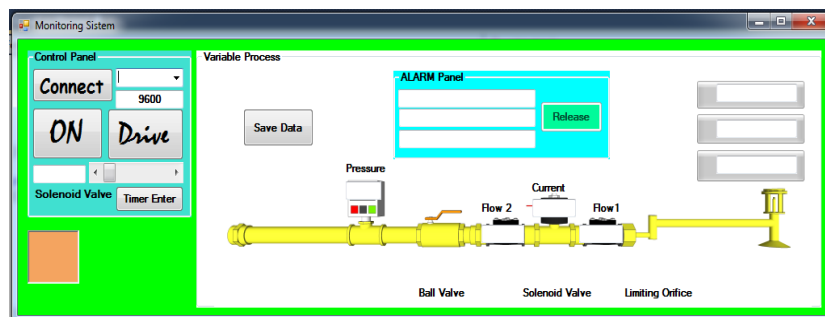 Monitoring Sistem
Control Panel
Connect
9600
ON
Drive
Solenoid Valve
Timer Enter
Variable Process
Save Data
ALARM Panel
Release
Pressure
Flow 2
Current
Flow1
Ball Valve
Solenoid Valve
Limiting Orifice